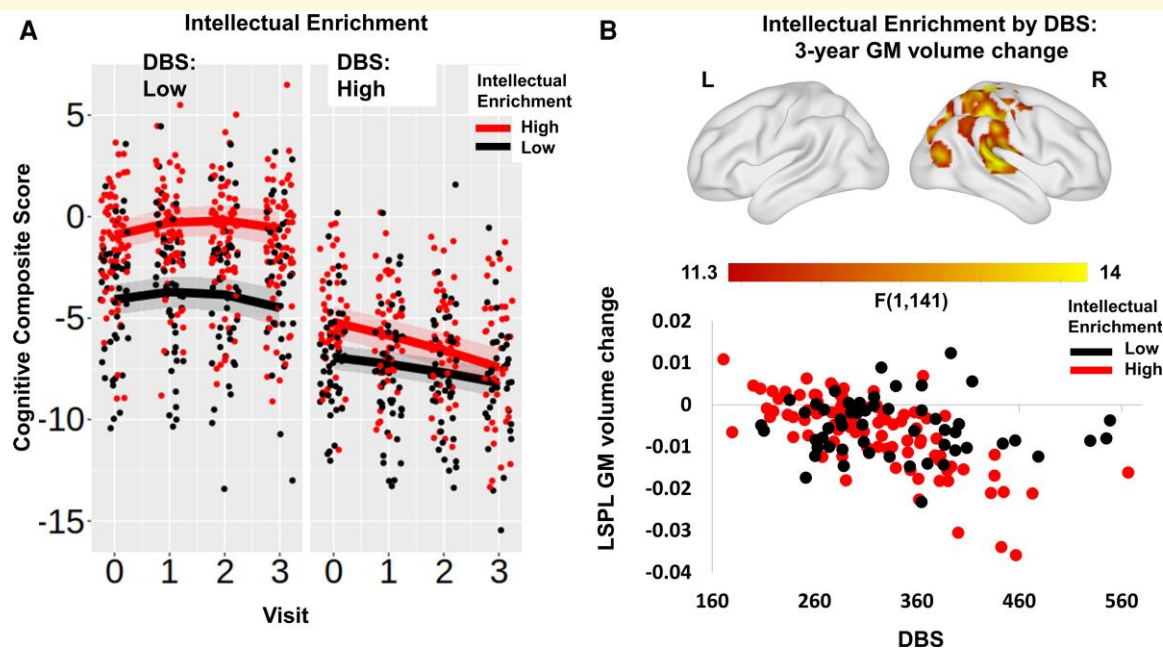 A
Intellectual Enrichment
DBS:
Low
DBS:
High
Intellectual
Enrichment
High
Low
Cognitive Composite Score
5
0
-5
-10
-15
0 1 2 3 0 1 2 3
Visit
B
Intellectual Enrichment by DBS:
3-year GM volume change
L R
11.3 14
F(1,141)
Intellectual
Enrichment
Low
High
LSPL GM volume change
0.02
0.01
0
-0.01
-0.02
-0.03
-0.04
160 260 360 460 560
DBS